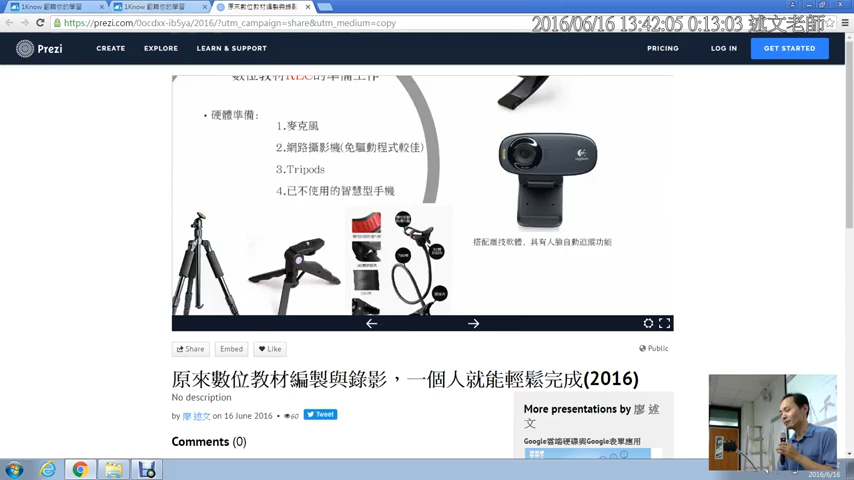 1Know 翻轉你的學習
1Know 翻轉你的學習
原來數位教材編製與錄影
https://prezi.com/0ocdxx-ib5ya/2016/?utm_campaign=share&utm_medium=copy
2016/06/16 13:42:05 0:13:03 述文老師
Prezi
CREATE
EXPLORE
LEARN & SUPPORT
PRICING
LOG IN
GET STARTED
數位教材REC的準備工作
•硬體準備:
1.麥克風
2.網路攝影機(免驅動程式較佳)
3.Tripods
4.已不使用的智慧型手機
搭配羅技軟體，具有人臉自動追蹤功能
Share
Embed
Like
Public
原來數位教材編製與錄影，一個人就能輕鬆完成(2016)
No description
by 廖 述文 on 16 June 2016 • 60
Tweet
More presentations by 廖 述
文
Google雲端硬碟與Google表單應用
Comments (0)
2016/6/16